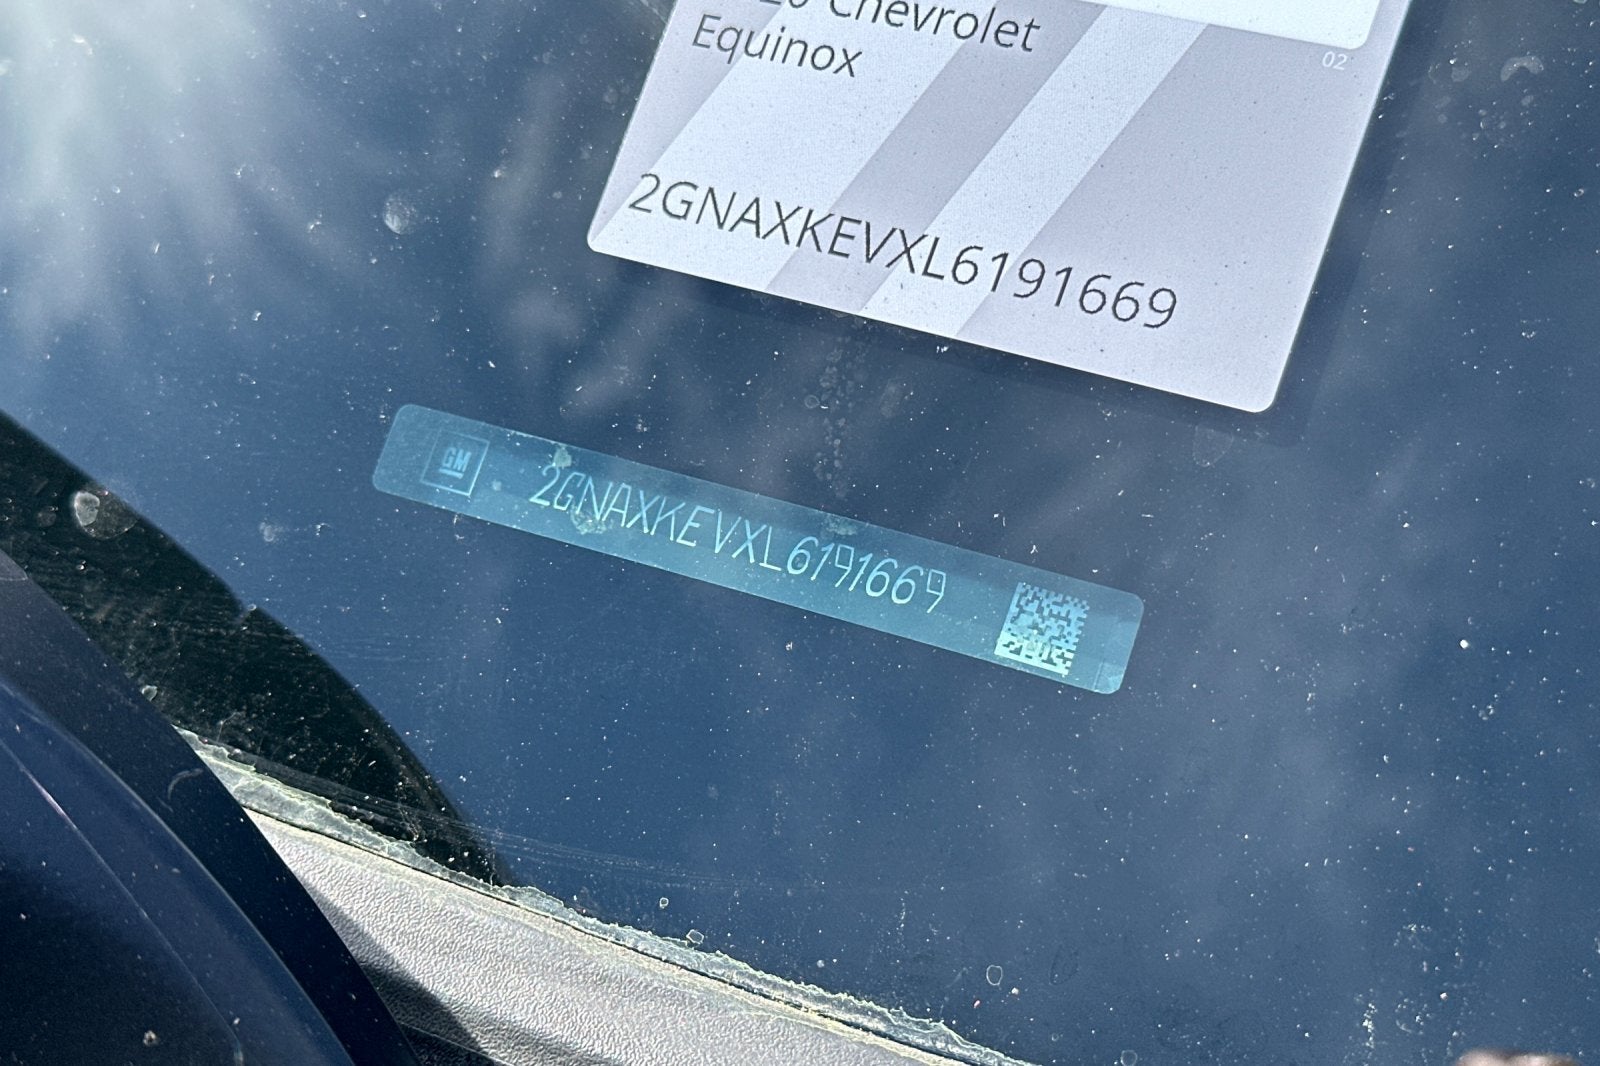 Chevrolet
Equinox
02
2GNAXKEVXL6191669
GM
2GNAXKEVXL6191669